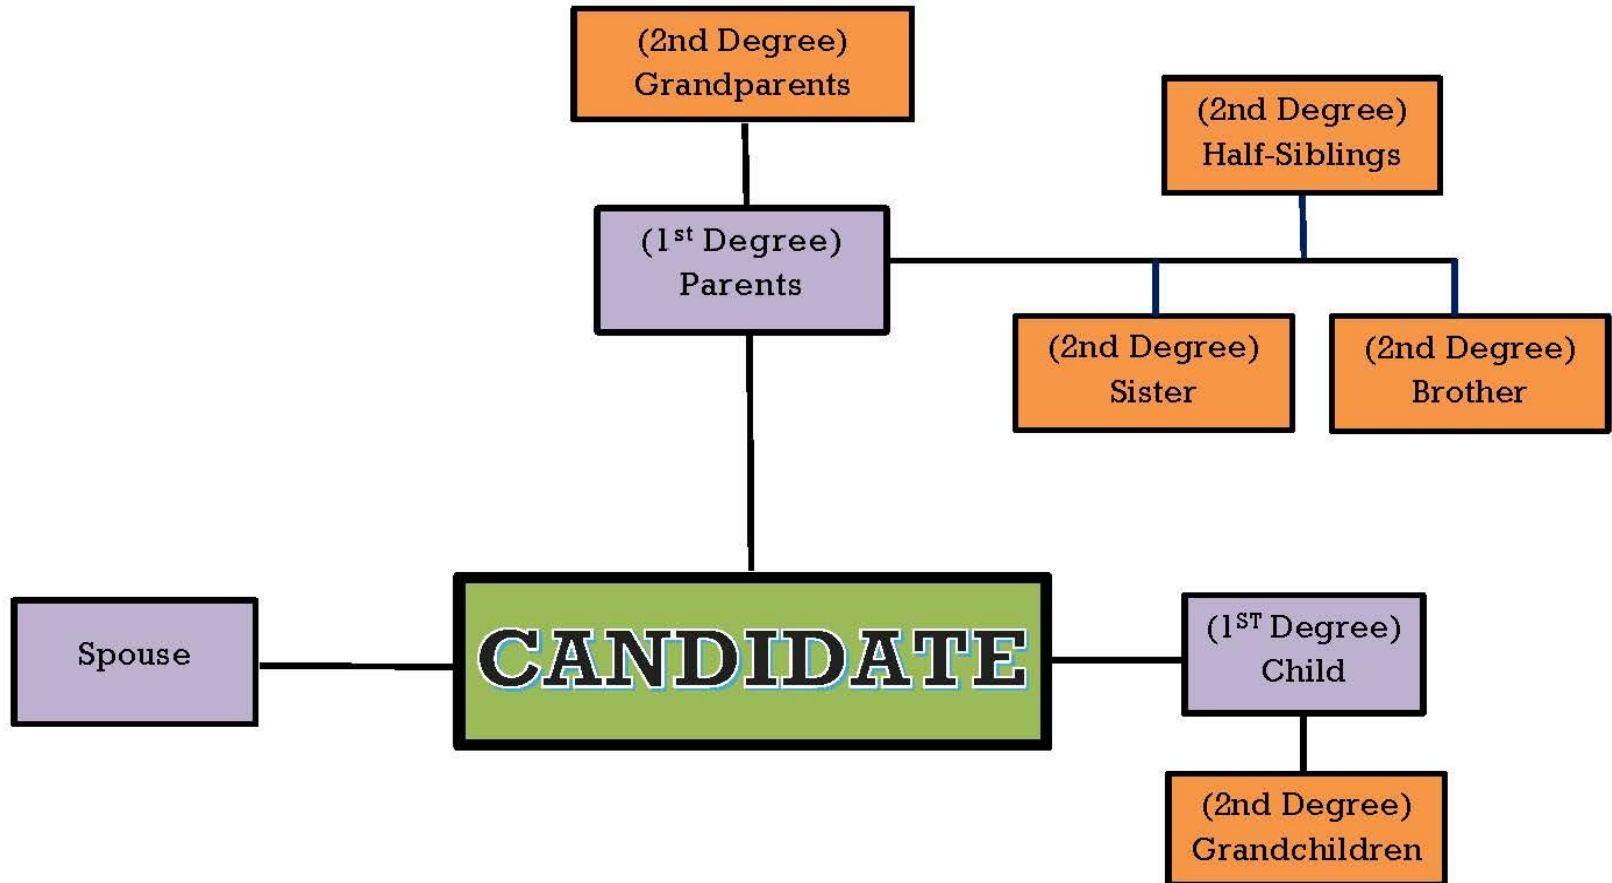 (2nd Degree)
Grandparents
(2nd Degree)
Half-Siblings
(1st Degree)
Parents
(2nd Degree)
Sister
(2nd Degree)
Brother
Spouse
CANDIDATE
(1ST Degree)
Child
(2nd Degree)
Grandchildren